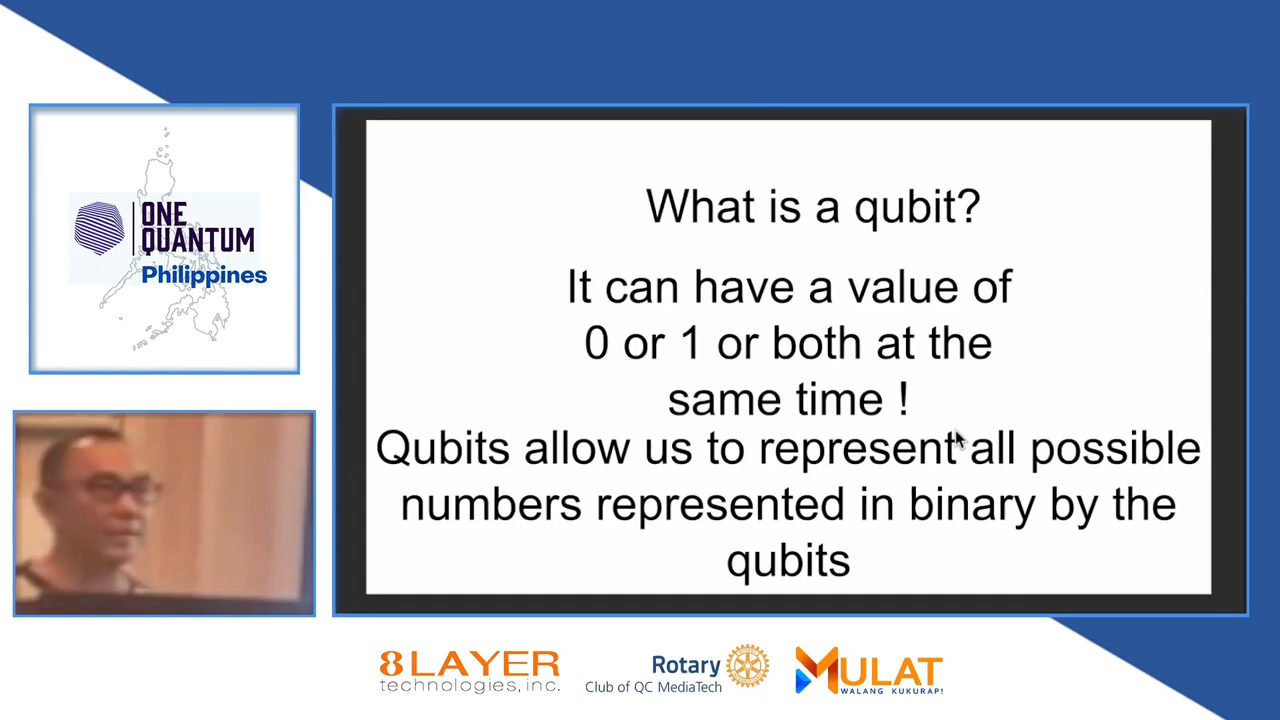 ONE
QUANTUM
Philippines
What is a qubit?
It can have a value of
0 or 1 or both at the
same time !
Qubits allow us to represent all possible
numbers represented in binary by the
qubits
8LAYER
technologies, inc.
Rotary
Club of QC MediaTech
MULAT
WALANG KUKURAP!